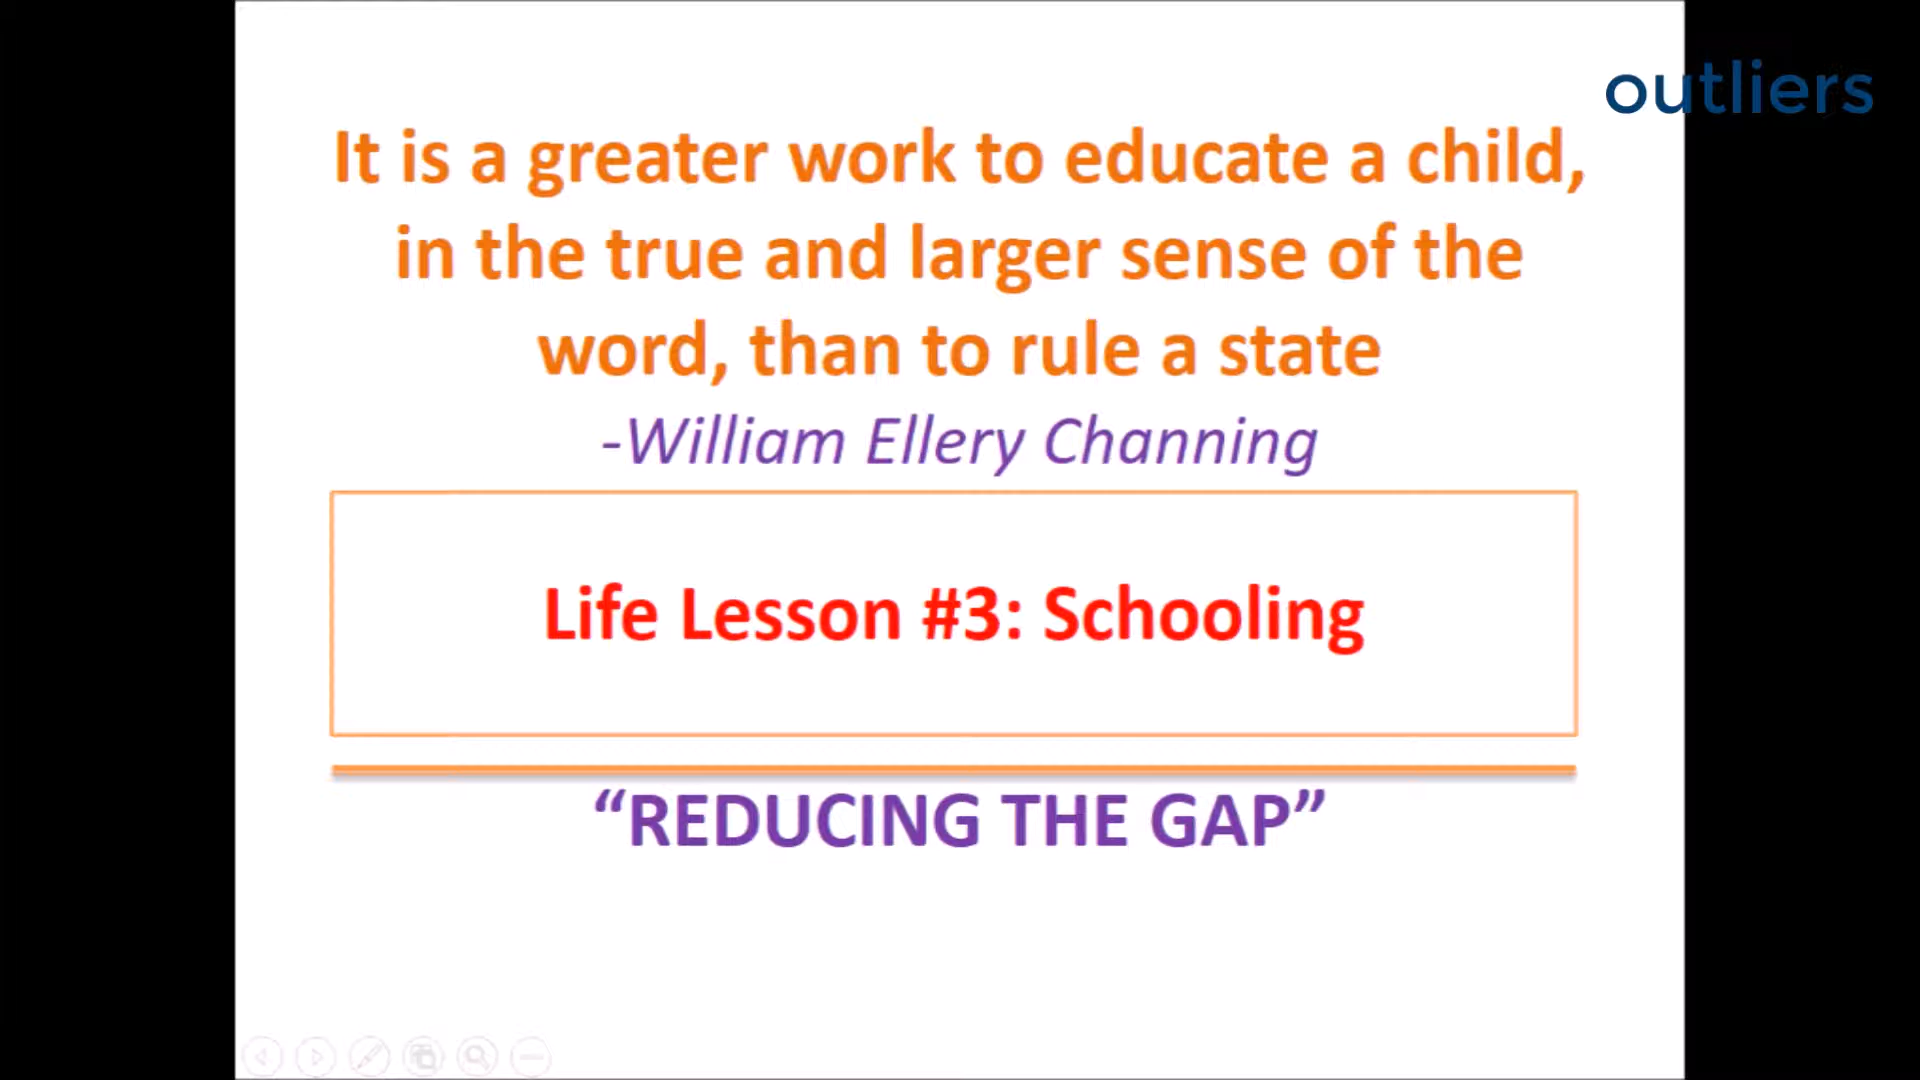 outliers
It is a greater work to educate a child,
in the true and larger sense of the
word, than to rule a state
-William Ellery Channing
Life Lesson #3: Schooling
“REDUCING THE GAP”